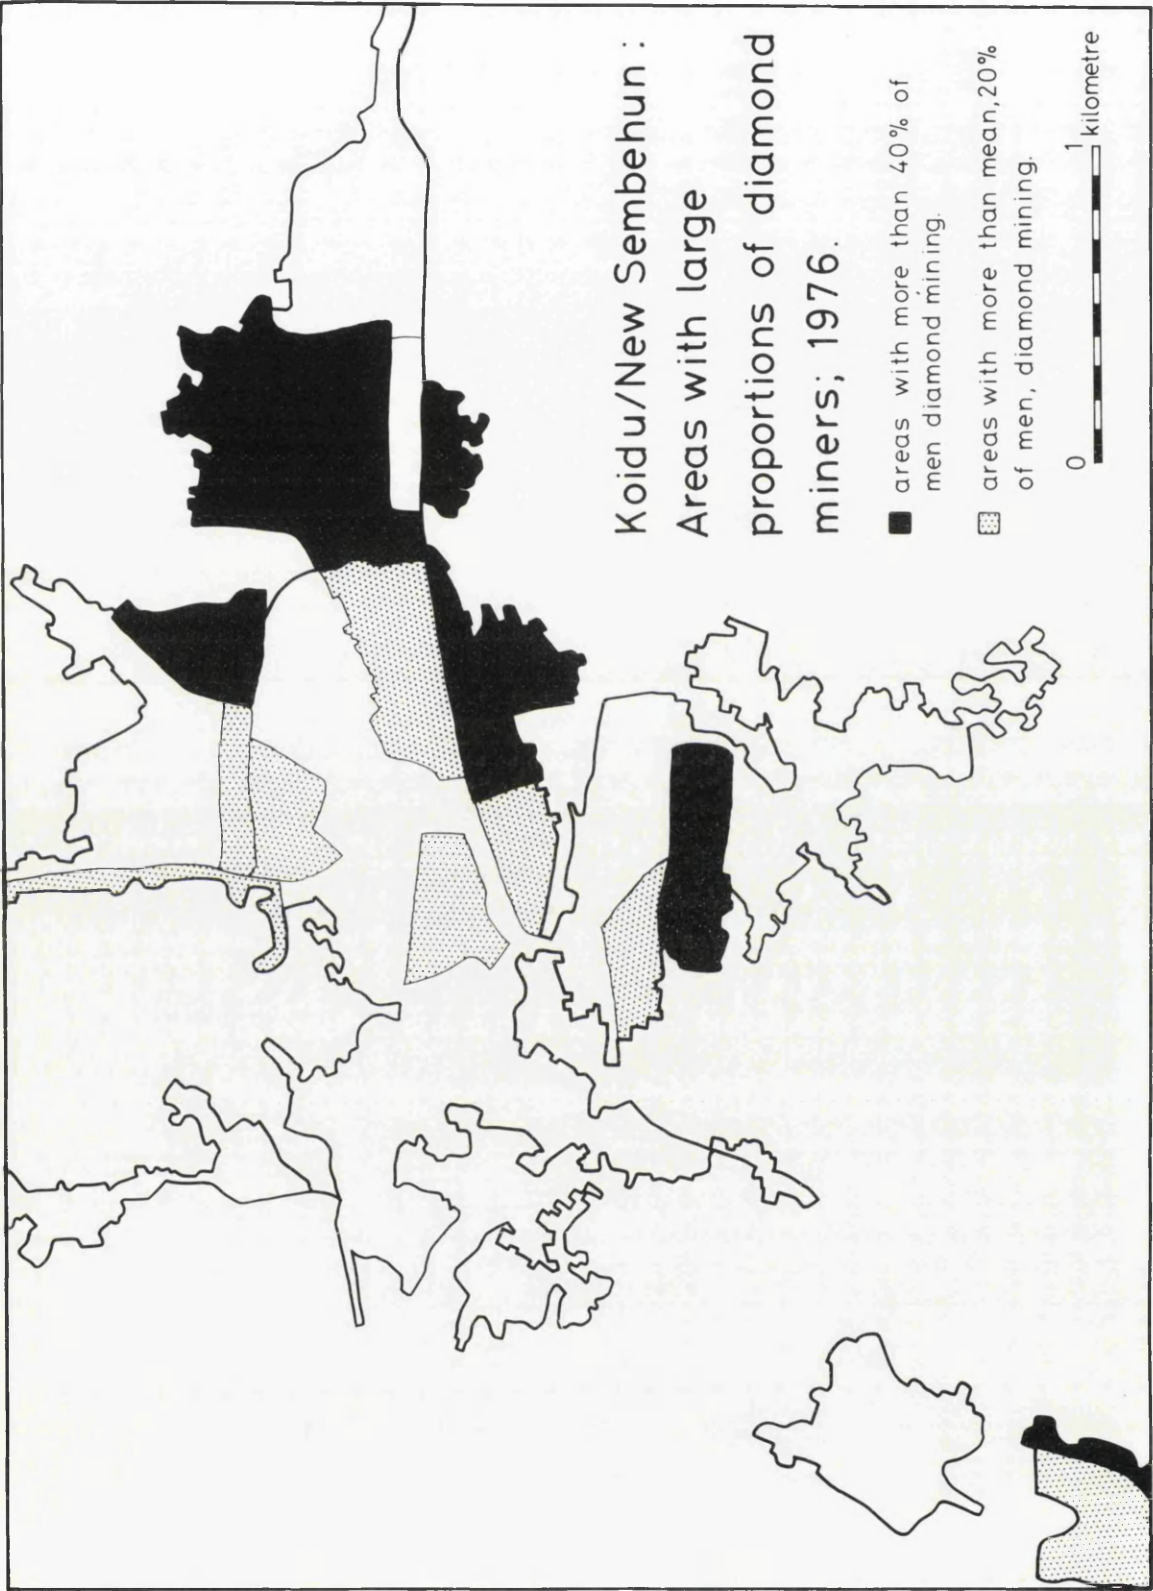 Koidu/New Sembehun :
Areas with large
proportions of diamond
miners; 1976.
areas with more than 40% of
men diamond mining.
areas with more than mean,20%
of men, diamond mining.
0 1
kilometre